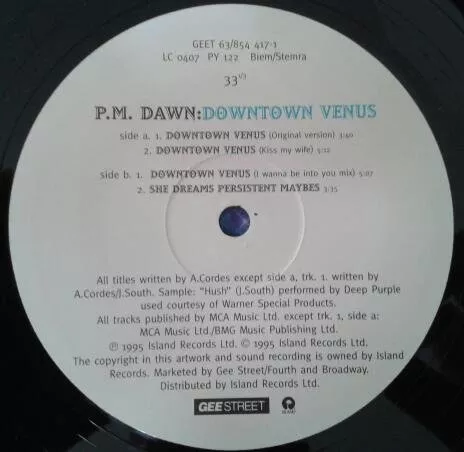 GEET 63/854 417-1
LC 0407 PY 122 Biem/Stemra
33 1/3
P.M. DAWN:DOWNTOWN VENUS
side a. 1. DOWNTOWN VENUS (Original version) 3:40
2. DOWNTOWN VENUS (Kiss my wife) 5:12
side b. 1. DOWNTOWN VENUS (I wanna be into you mix) 5:07
2. SHE DREAMS PERSISTENT MAYBES 3:35
All titles written by A.Cordes except side a, trk. 1. written by
A.Cordes/J.South. Sample: "Hush" (J.South) performed by Deep Purple
used courtesy of Warner Special Products.
All tracks published by MCA Music Ltd. except trk. 1, side a:
MCA Music Ltd./BMG Music Publishing Ltd.
℗ 1995 Island Records Ltd. © 1995 Island Records Ltd.
The copyright in this artwork and sound recording is owned by Island
Records. Marketed by Gee Street/Fourth and Broadway.
Distributed by Island Records Ltd.
GEE STREET ISLAND